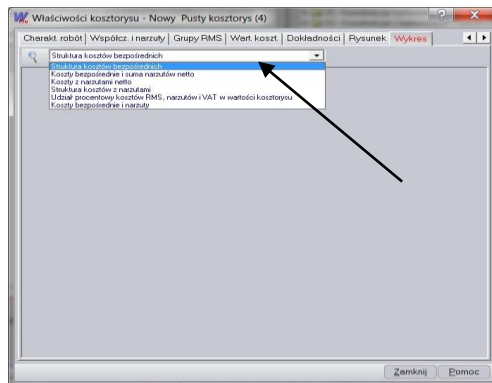 Właściwości kosztorysu - Nowy Pusty kosztorys (4)
Charakt. robót Współcz. i narzuty Grupy RMS Wart. koszt. Dokładności Rysunek Wykres
Struktura kosztów bezpośrednich
Struktura kosztów bezpośrednich
Koszty bezpośrednie i suma narzutów netto
Koszty z narzutami netto
Struktura kosztów z narzutami
Udział procentowy kosztów RMS, narzutów i VAT w wartości kosztorysu
Koszty bezpośrednie i narzuty
Zamknij Pomoc